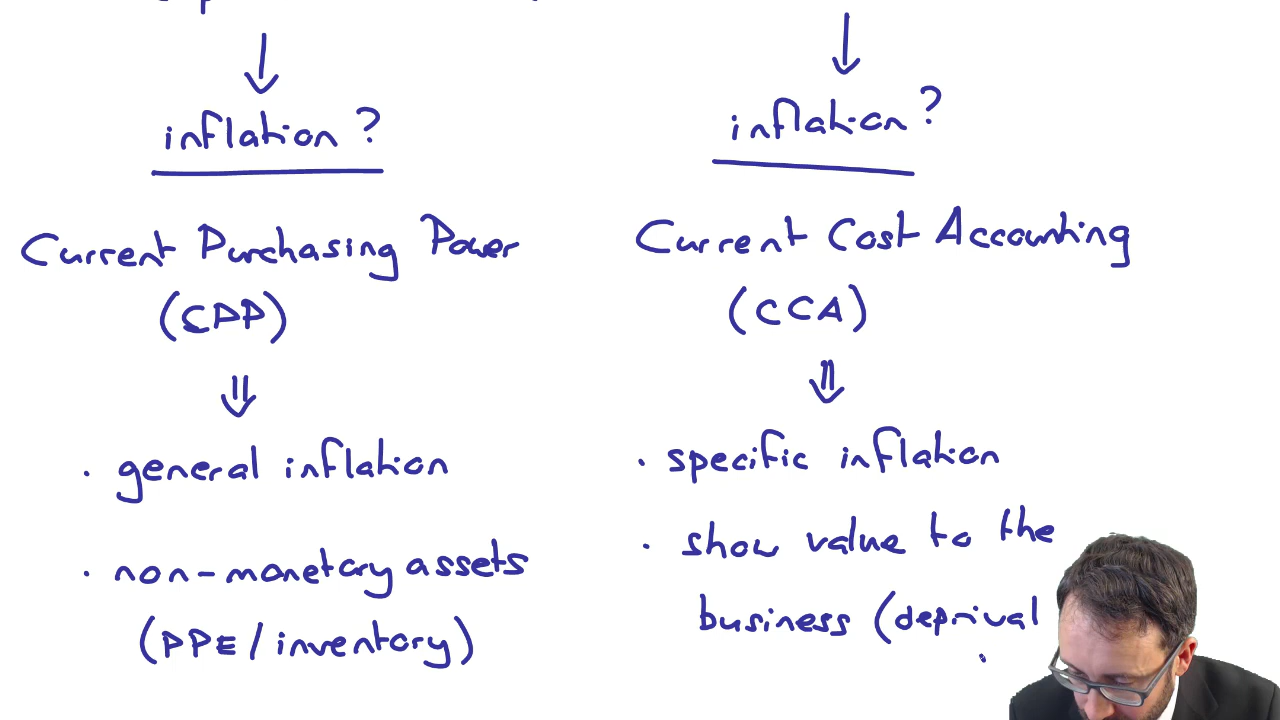 inflation ?
Current Purchasing Power
(CPP)
· general inflation
· non-monetary assets
(PPE / inventory)
inflation ?
Current Cost Accounting
(CCA)
· specific inflation
· show value to the
business (deprival